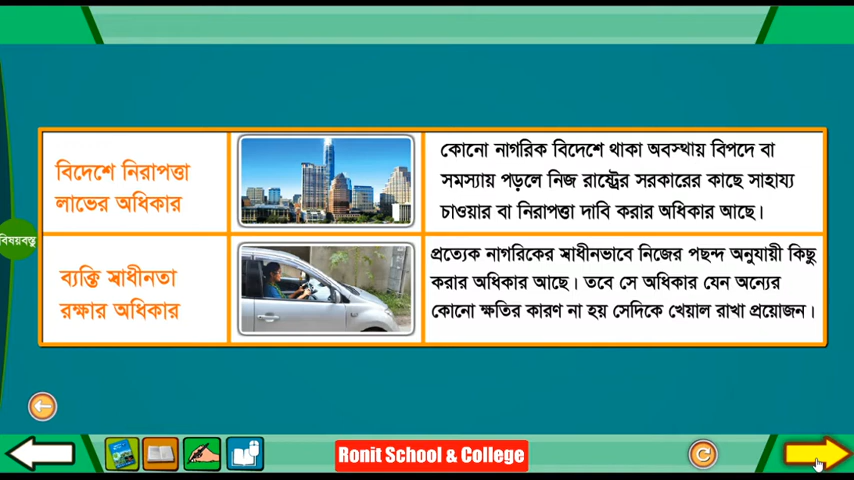 বিদেশে নিরাপত্তা
লাভের অধিকার
কোনো নাগরিক বিদেশে থাকা অবস্থায় বিপদে বা
সমস্যায় পড়লে নিজ রাষ্ট্রের সরকারের কাছে সাহায্য
চাওয়ার বা নিরাপত্তা দাবি করার অধিকার আছে।
বিষয়বস্তু
ব্যক্তি স্বাধীনতা
রক্ষার অধিকার
প্রত্যেক নাগরিকের স্বাধীনভাবে নিজের পছন্দ অনুযায়ী কিছু
করার অধিকার আছে। তবে সে অধিকার যেন অন্যের
কোনো ক্ষতির কারণ না হয় সেদিকে খেয়াল রাখা প্রয়োজন।
Ronit School & College